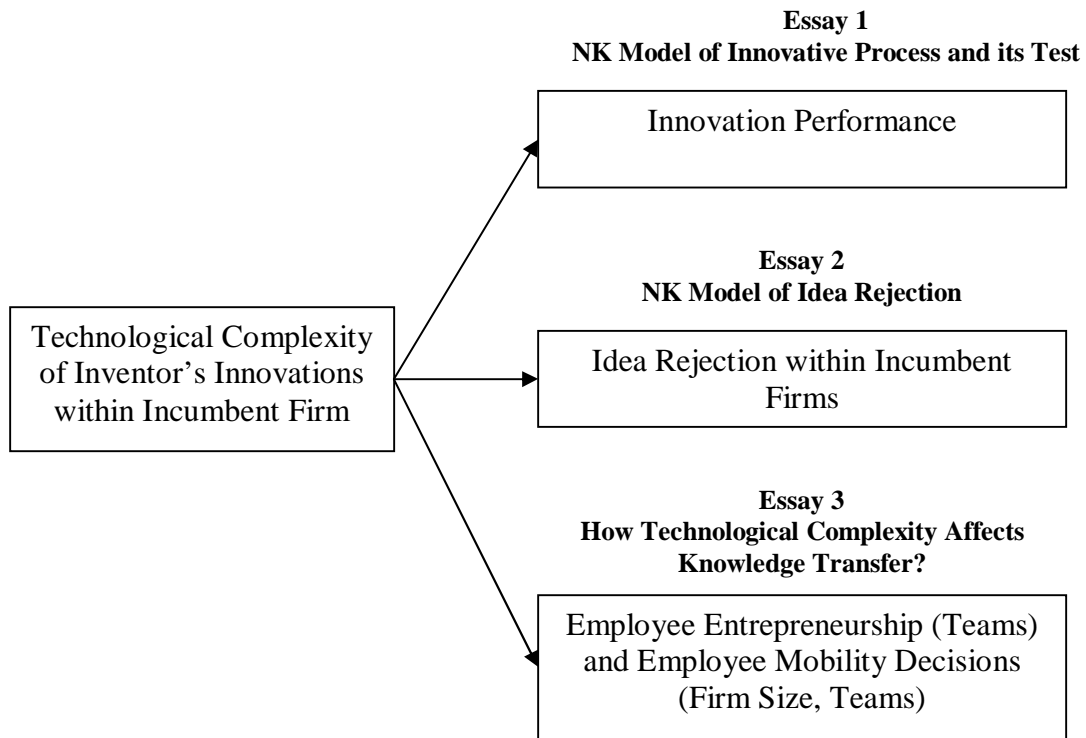 Essay 1
NK Model of Innovative Process and its Test
Innovation Performance
Essay 2
NK Model of Idea Rejection
Technological Complexity
of Inventor’s Innovations
within Incumbent Firm
Idea Rejection within Incumbent
Firms
Essay 3
How Technological Complexity Affects
Knowledge Transfer?
Employee Entrepreneurship (Teams)
and Employee Mobility Decisions
(Firm Size, Teams)